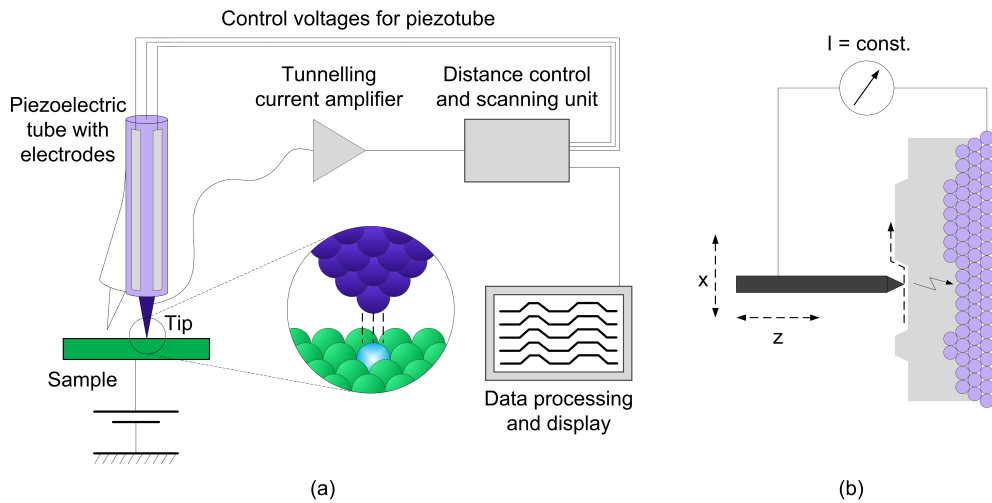 Control voltages for piezotube
Tunnelling
current amplifier
Distance control
and scanning unit
Piezoelectric
tube with
electrodes
Tip
Sample
Data processing
and display
(a)
I = const.
x
z
(b)